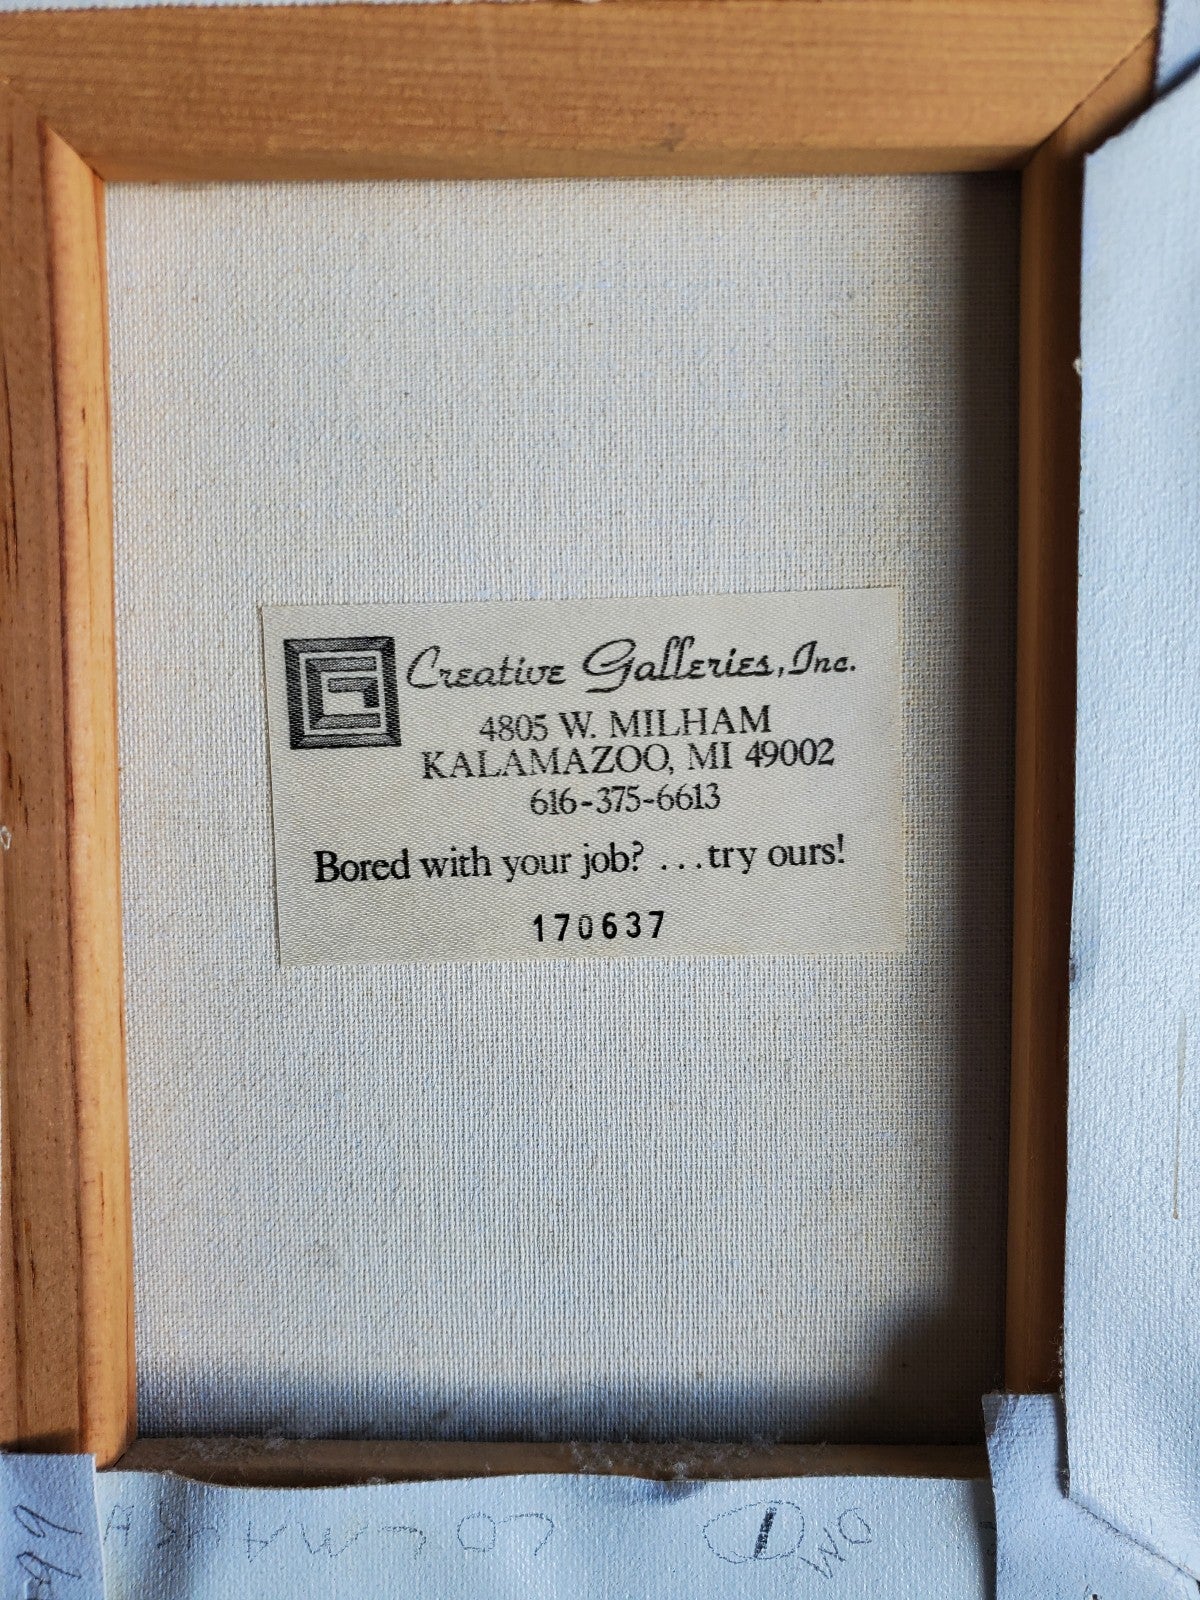 Creative Galleries, Inc.
4805 W. MILHAM
KALAMAZOO, MI 49002
616-375-6613
Bored with your job? ...try ours!
170637